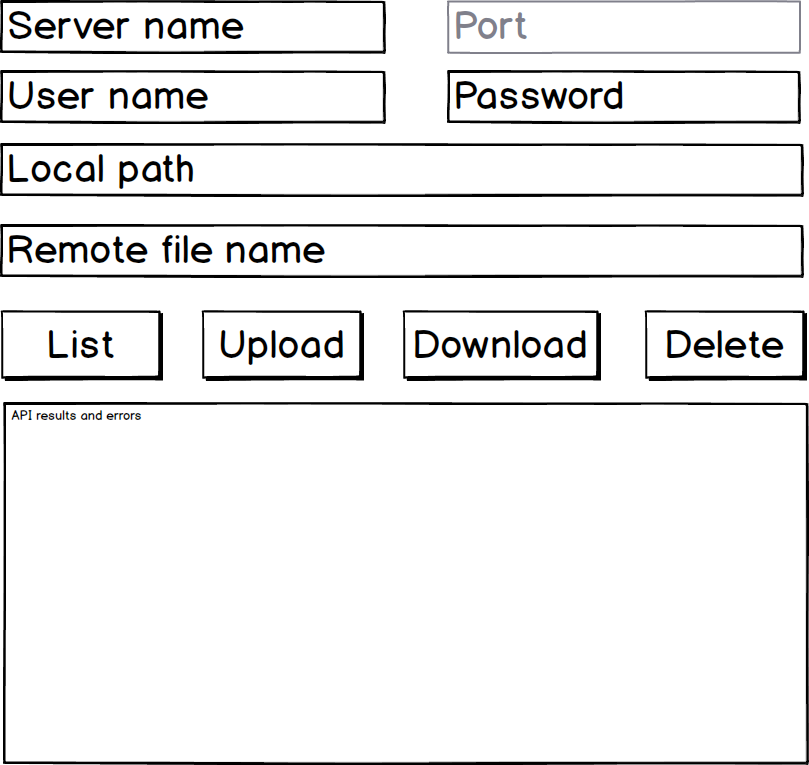 Server name
Port
User name
Password
Local path
Remote file name
List
Upload
Download
Delete
API results and errors